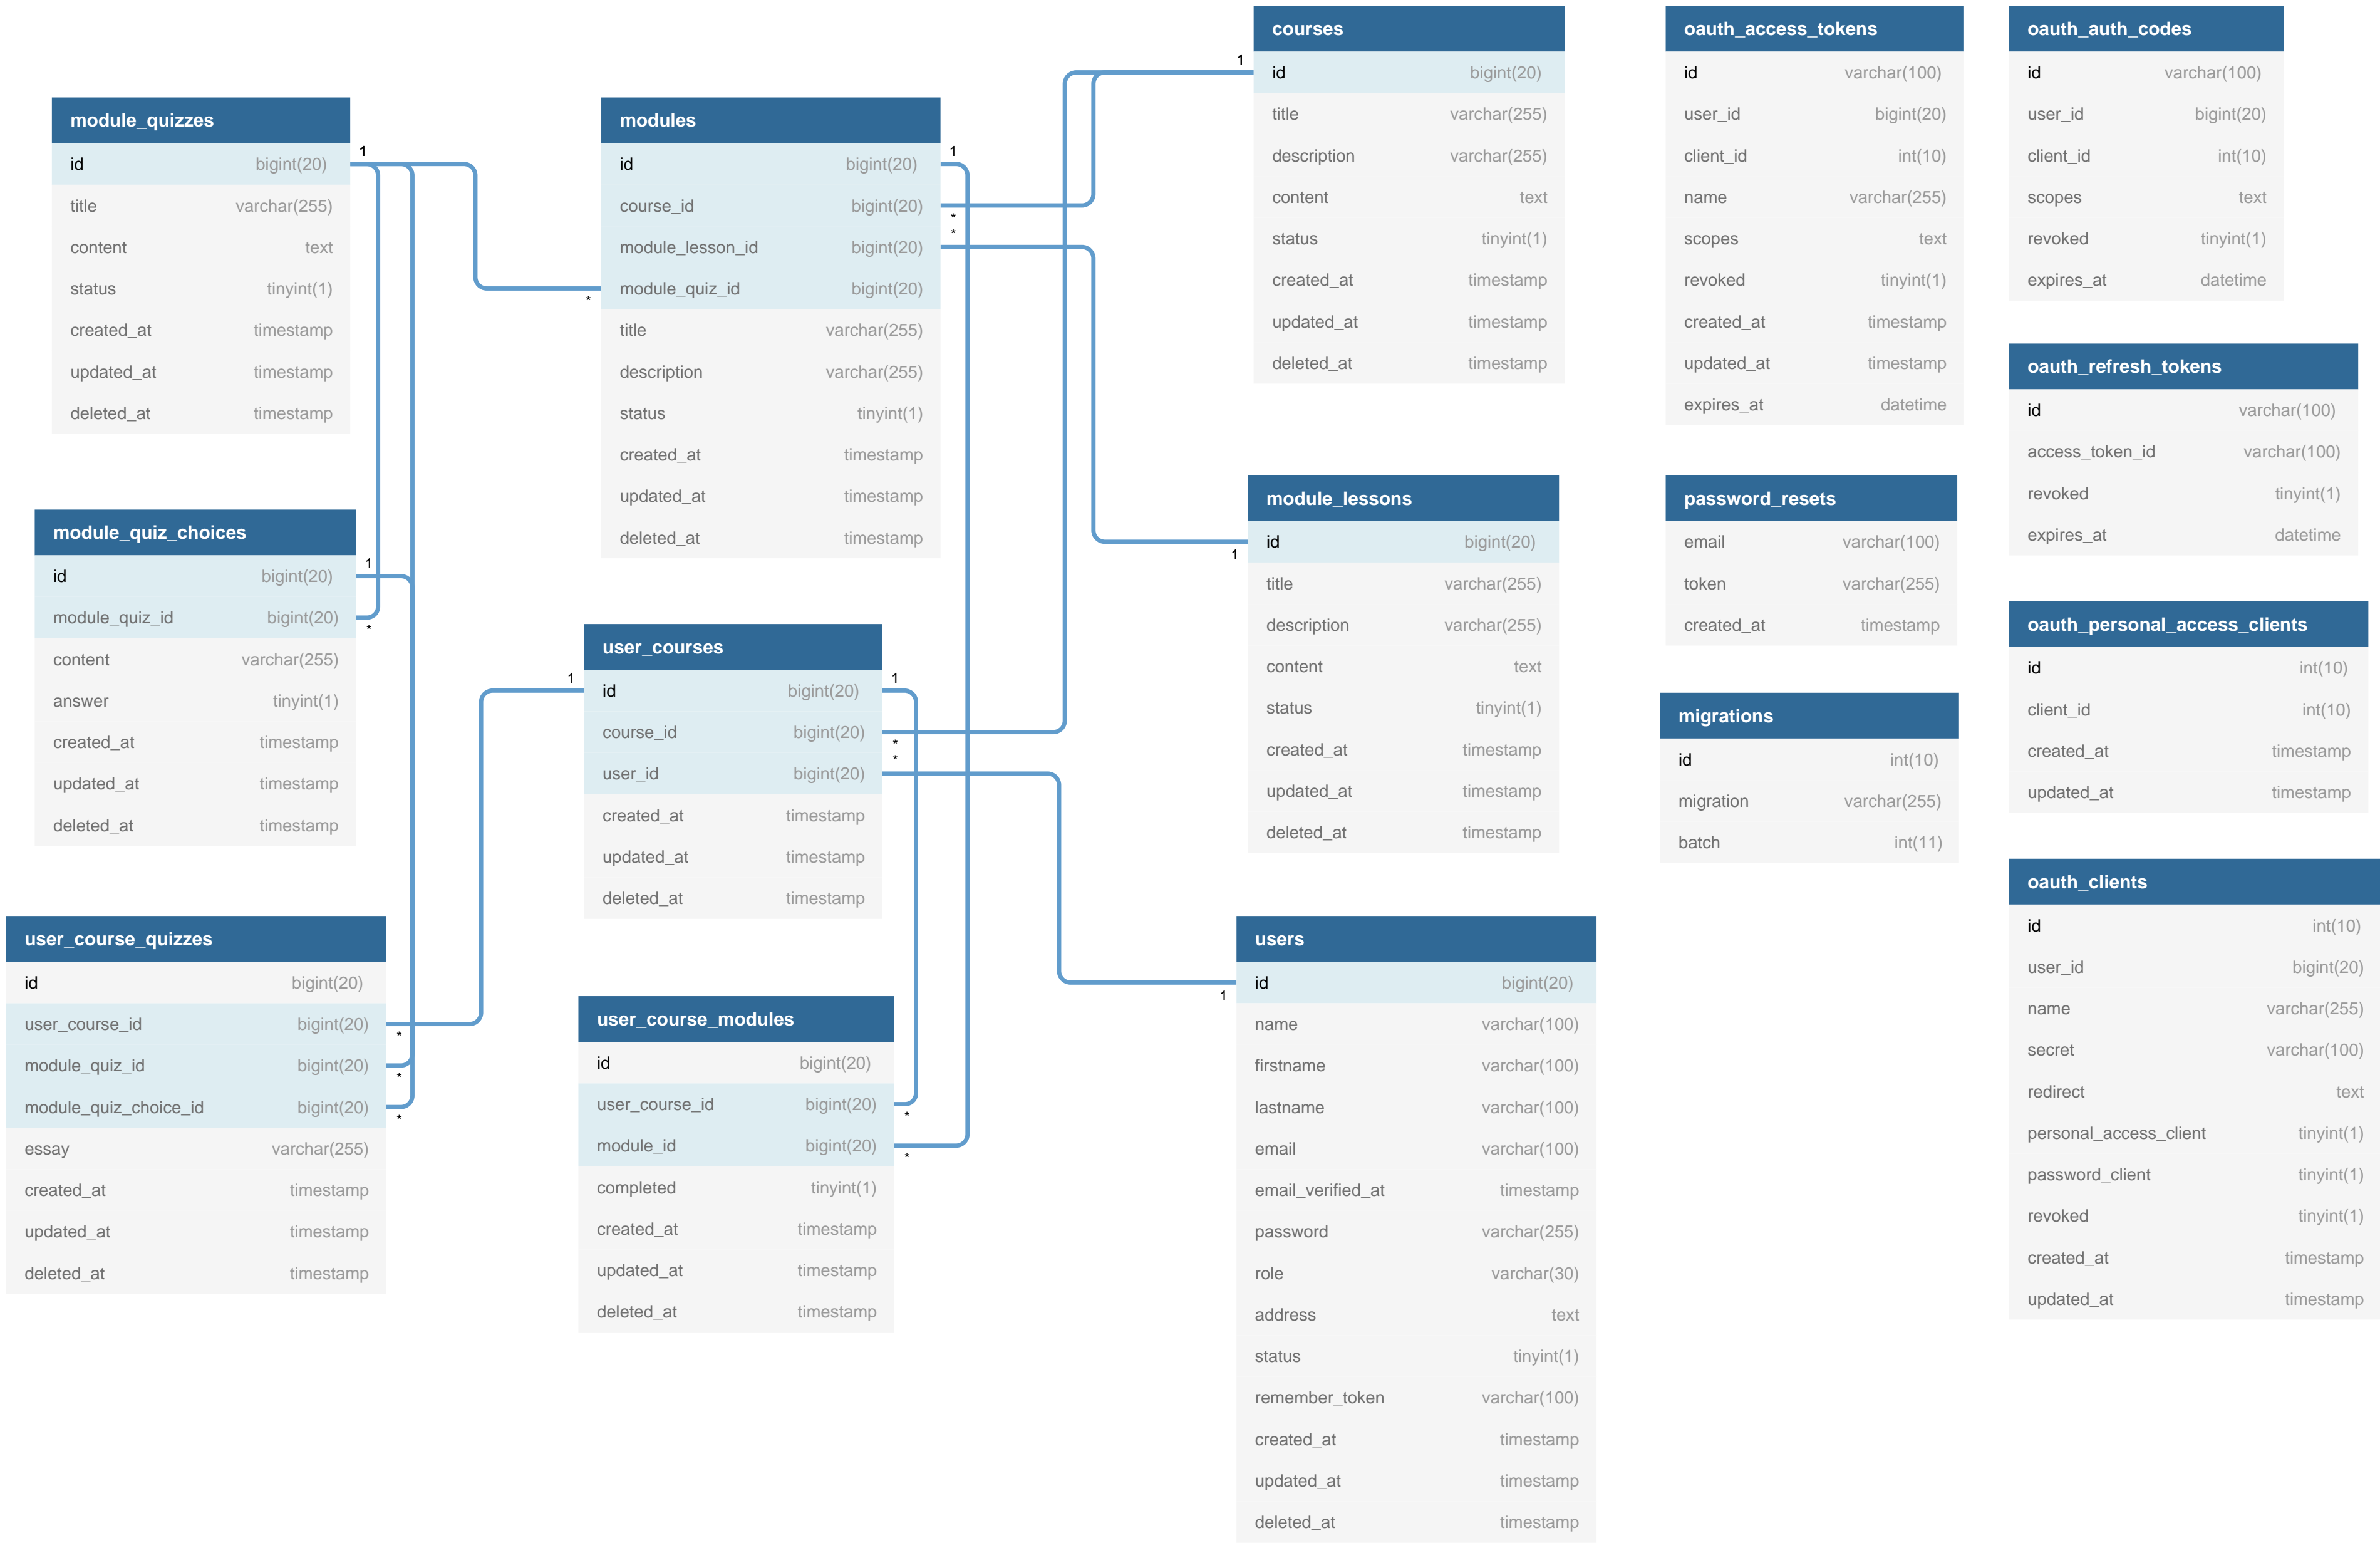 module_quizzes
1
id bigint(20)
title varchar(255)
content text
status tinyint(1)
created_at timestamp
updated_at timestamp
deleted_at timestamp
module_quiz_choices
1
id bigint(20)
module_quiz_id bigint(20)
*
content varchar(255)
answer tinyint(1)
created_at timestamp
updated_at timestamp
deleted_at timestamp
user_course_quizzes
id bigint(20)
user_course_id bigint(20)
*
module_quiz_id bigint(20)
*
module_quiz_choice_id bigint(20)
*
essay varchar(255)
created_at timestamp
updated_at timestamp
deleted_at timestamp
modules
1
id bigint(20)
course_id bigint(20)
*
*
module_lesson_id bigint(20)
module_quiz_id bigint(20)
*
title varchar(255)
description varchar(255)
status tinyint(1)
created_at timestamp
updated_at timestamp
deleted_at timestamp
user_courses
1 1
id bigint(20)
course_id bigint(20)
*
*
user_id bigint(20)
created_at timestamp
updated_at timestamp
deleted_at timestamp
user_course_modules
id bigint(20)
user_course_id bigint(20)
*
module_id bigint(20)
*
completed tinyint(1)
created_at timestamp
updated_at timestamp
deleted_at timestamp
courses
1
id bigint(20)
title varchar(255)
description varchar(255)
content text
status tinyint(1)
created_at timestamp
updated_at timestamp
deleted_at timestamp
module_lessons
id bigint(20)
1
title varchar(255)
description varchar(255)
content text
status tinyint(1)
created_at timestamp
updated_at timestamp
deleted_at timestamp
users
id bigint(20)
1
name varchar(100)
firstname varchar(100)
lastname varchar(100)
email varchar(100)
email_verified_at timestamp
password varchar(255)
role varchar(30)
address text
status tinyint(1)
remember_token varchar(100)
created_at timestamp
updated_at timestamp
deleted_at timestamp
oauth_access_tokens
id varchar(100)
user_id bigint(20)
client_id int(10)
name varchar(255)
scopes text
revoked tinyint(1)
created_at timestamp
updated_at timestamp
expires_at datetime
password_resets
email varchar(100)
token varchar(255)
created_at timestamp
migrations
id int(10)
migration varchar(255)
batch int(11)
oauth_auth_codes
id varchar(100)
user_id bigint(20)
client_id int(10)
scopes text
revoked tinyint(1)
expires_at datetime
oauth_refresh_tokens
id varchar(100)
access_token_id varchar(100)
revoked tinyint(1)
expires_at datetime
oauth_personal_access_clients
id int(10)
client_id int(10)
created_at timestamp
updated_at timestamp
oauth_clients
id int(10)
user_id bigint(20)
name varchar(255)
secret varchar(100)
redirect text
personal_access_client tinyint(1)
password_client tinyint(1)
revoked tinyint(1)
created_at timestamp
updated_at timestamp